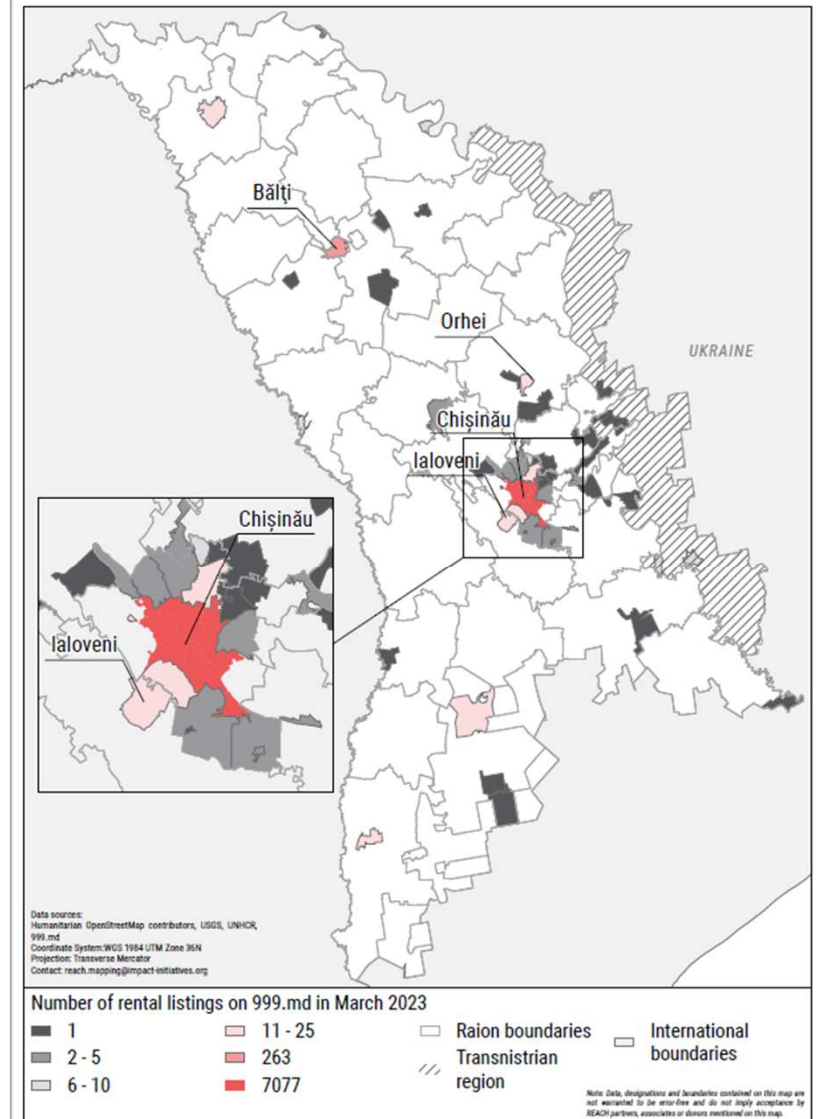 Bălţi
Orhei
UKRAINE
Chișinău
Ialoveni
Chișinău
Ialoveni
Data sources:
Humanitarian OpenStreetMap contributors, USGS, UNHCR,
999.md
Coordinate System:WGS 1984 UTM Zone 36N
Projection: Transverse Mercator
Contact: reach.mapping@impact-initiatives.org
Number of rental listings on 999.md in March 2023
1
2 - 5
6 - 10
11 - 25
263
7077
Raion boundaries
Transnistrian
region
International
boundaries
Note: Data, designations and boundaries contained on this map are
not warranted to be error-free and do not imply acceptance by
REACH partners, associates or donors mentioned on this map.